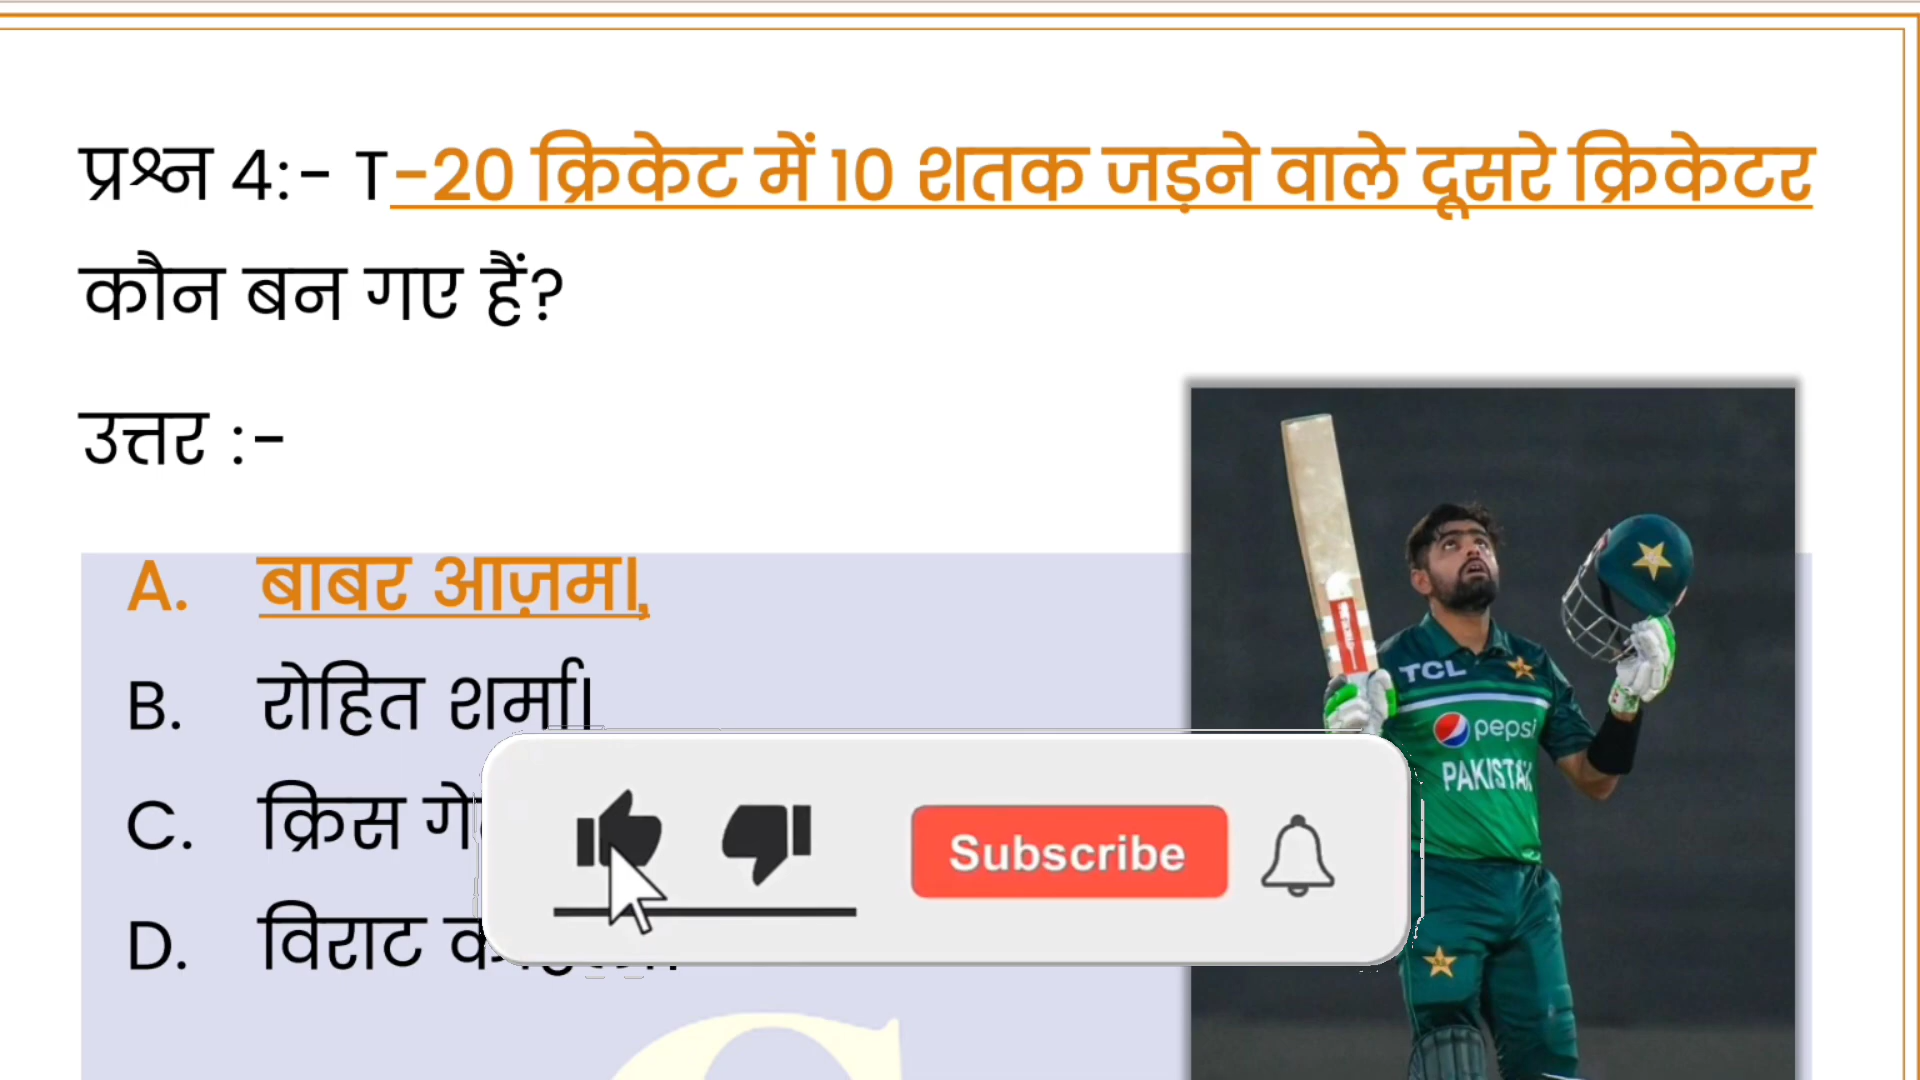 प्रश्न 4:- T-20 क्रिकेट में 10 शतक जड़ने वाले दूसरे क्रिकेटर
कौन बन गए हैं?
उत्तर :-
A. बाबर आज़म।,
B. रोहित शर्मा।
C. क्रिस
D. विराट
TCL
pepsi
PAKISTAN
Subscribe